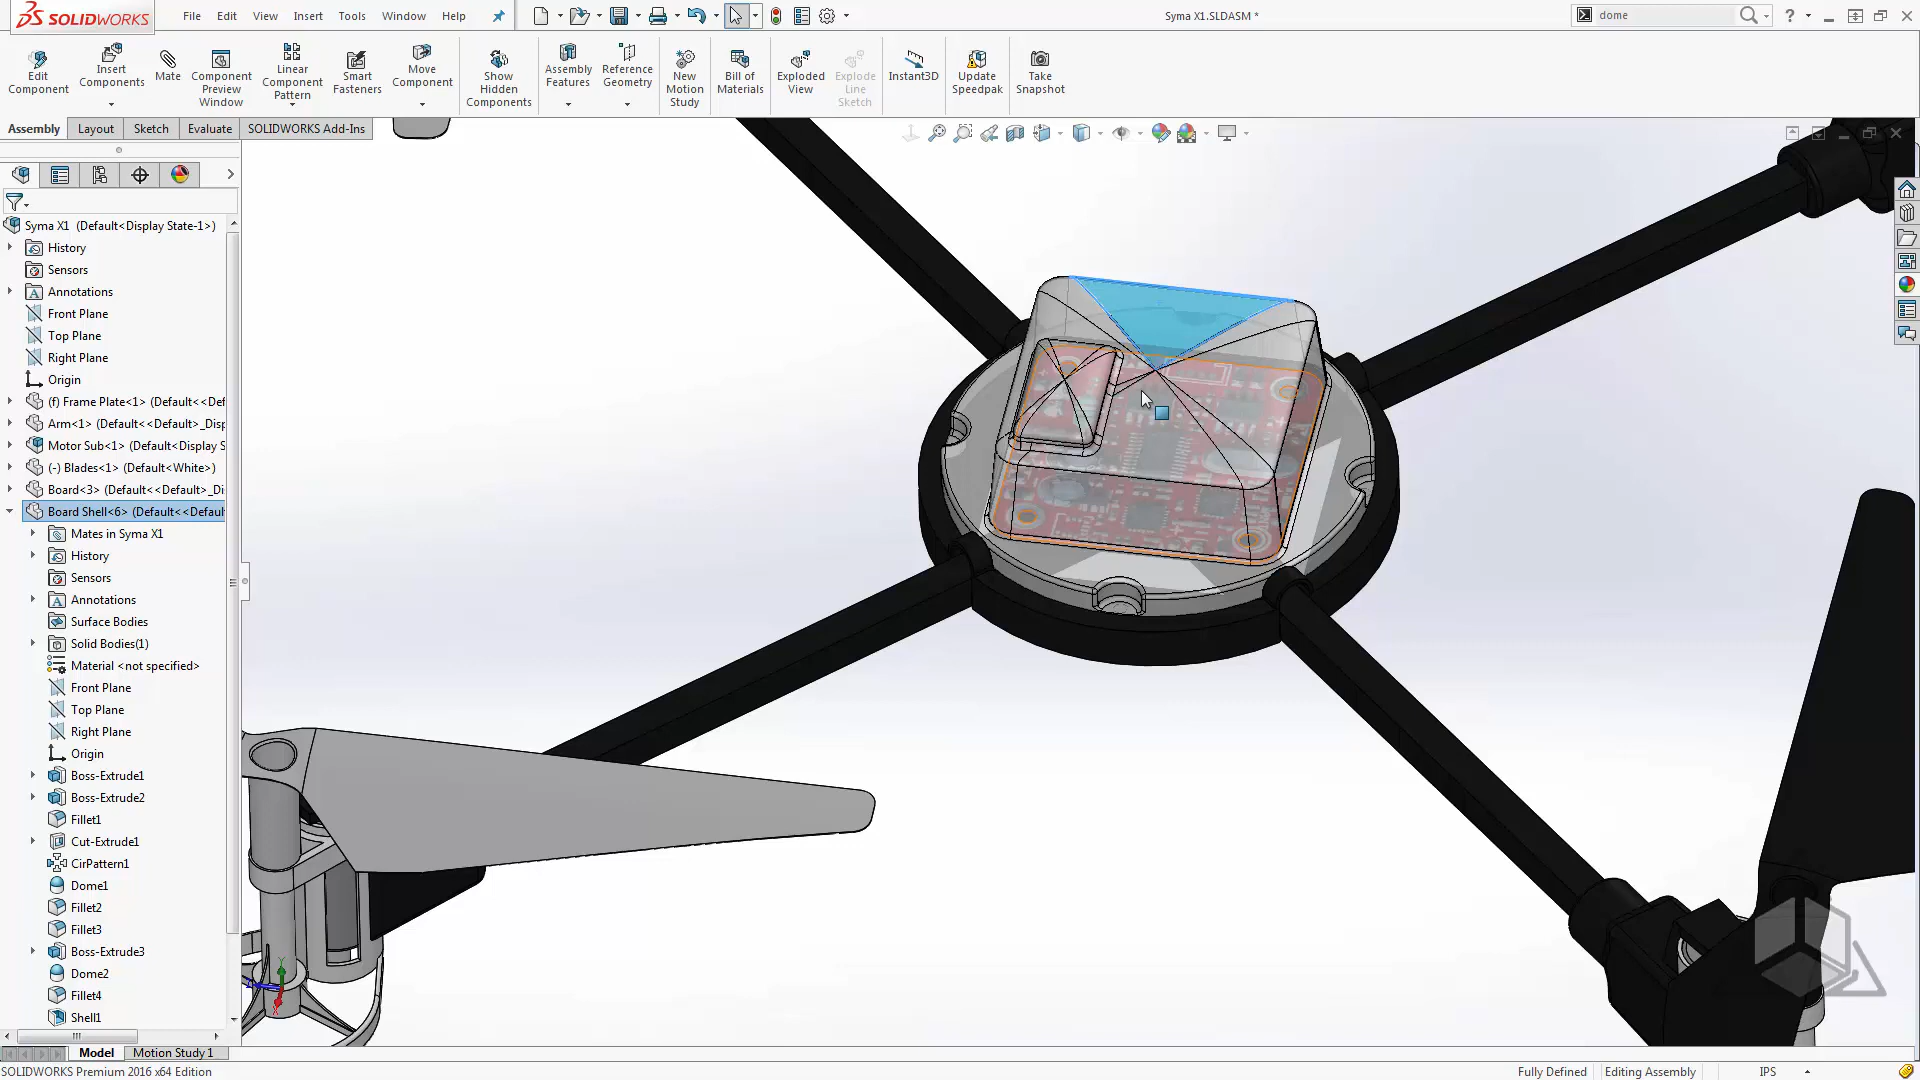 SOLIDWORKS File Edit View Insert Tools Window Help Syma X1.SLDASM * dome
Edit Component
Insert Components
Mate
Component Preview Window
Linear Component Pattern
Smart Fasteners
Move Component
Show Hidden Components
Assembly Features
Reference Geometry
New Motion Study
Bill of Materials
Exploded View
Explode Line Sketch
Instant3D
Update Speedpak
Take Snapshot
Assembly Layout Sketch Evaluate SOLIDWORKS Add-Ins
Syma X1 (Default<Display State-1>)
History
Sensors
Annotations
Front Plane
Top Plane
Right Plane
Origin
(f) Frame Plate<1> (Default<<Def
Arm<1> (Default<<Default>_Disp
Motor Sub<1> (Default<Display S
(-) Blades<1> (Default<White>)
Board<3> (Default<<Default>_Di
Board Shell<6> (Default<<Defaul
Mates in Syma X1
History
Sensors
Annotations
Surface Bodies
Solid Bodies(1)
Material <not specified>
Front Plane
Top Plane
Right Plane
Origin
Boss-Extrude1
Boss-Extrude2
Fillet1
Cut-Extrude1
CirPattern1
Dome1
Fillet2
Fillet3
Boss-Extrude3
Dome2
Fillet4
Shell1
Model Motion Study 1
SOLIDWORKS Premium 2016 x64 Edition Fully Defined Editing Assembly IPS